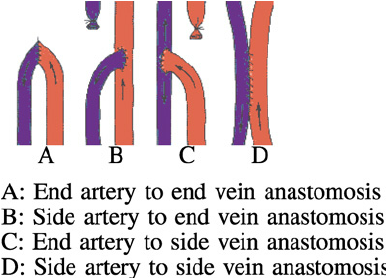 A B C D
A: End artery to end vein anastomosis
B: Side artery to end vein anastomosis
C: End artery to side vein anastomosis
D: Side artery to side vein anastomosis